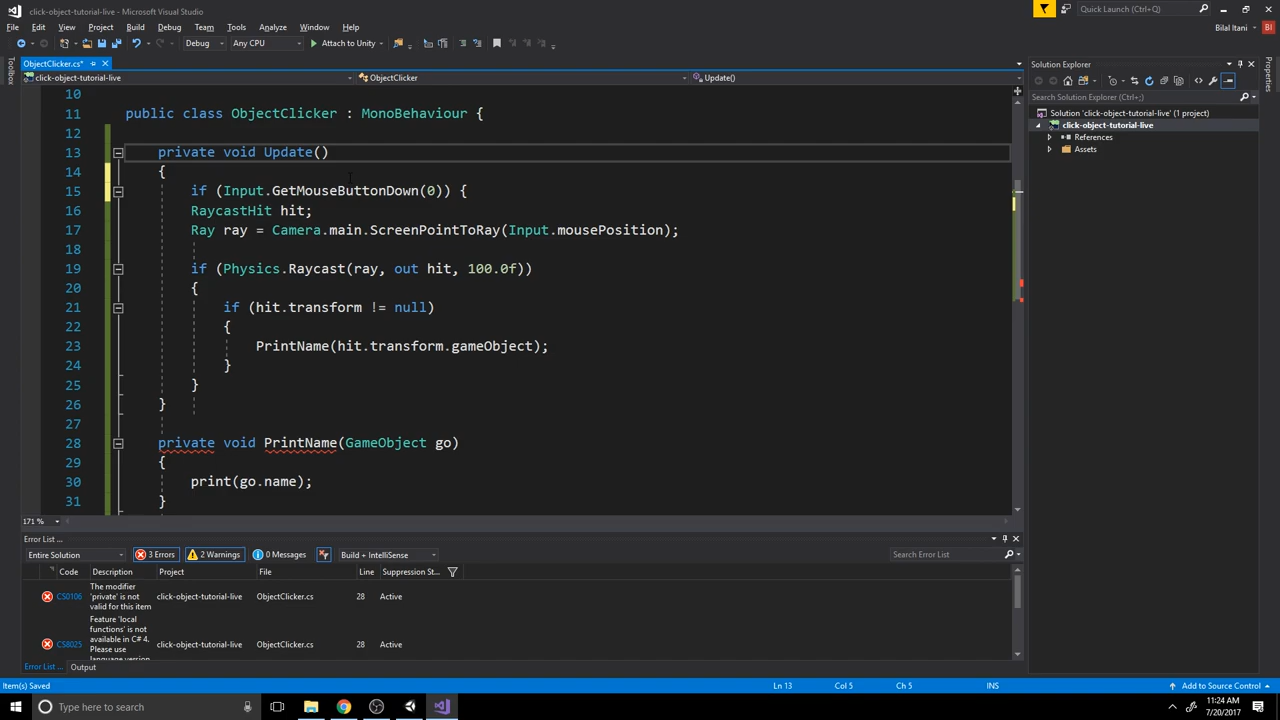 click-object-tutorial-live - Microsoft Visual Studio
Quick Launch (Ctrl+Q)
File Edit View Project Build Debug Team Tools Analyze Window Help
Bilal Itani BI
Debug Any CPU Attach to Unity
ObjectClicker.cs*
Solution Explorer
click-object-tutorial-live ObjectClicker Update()
Toolbox
Properties
Search Solution Explorer (Ctrl+;)
Solution 'click-object-tutorial-live' (1 project)
click-object-tutorial-live
References
Assets
10
11 public class ObjectClicker : MonoBehaviour {
12
13 private void Update()
14 {
15 if (Input.GetMouseButtonDown(0)) {
16 RaycastHit hit;
17 Ray ray = Camera.main.ScreenPointToRay(Input.mousePosition);
18
19 if (Physics.Raycast(ray, out hit, 100.0f))
20 {
21 if (hit.transform != null)
22 {
23 PrintName(hit.transform.gameObject);
24 }
25 }
26 }
27
28 private void PrintName(GameObject go)
29 {
30 print(go.name);
31 }
171 %
Error List ...
Entire Solution 3 Errors 2 Warnings 0 Messages Build + IntelliSense Search Error List
Code Description Project File Line Suppression St...
CS0106 The modifier 'private' is not valid for this item click-object-tutorial-live ObjectClicker.cs 28 Active
CS8025 Feature 'local functions' is not available in C# 4. Please use language version click-object-tutorial-live ObjectClicker.cs 28 Active
Error List ... Output
Item(s) Saved Ln 13 Col 5 Ch 5 INS Add to Source Control
Type here to search
11:24 AM
7/20/2017